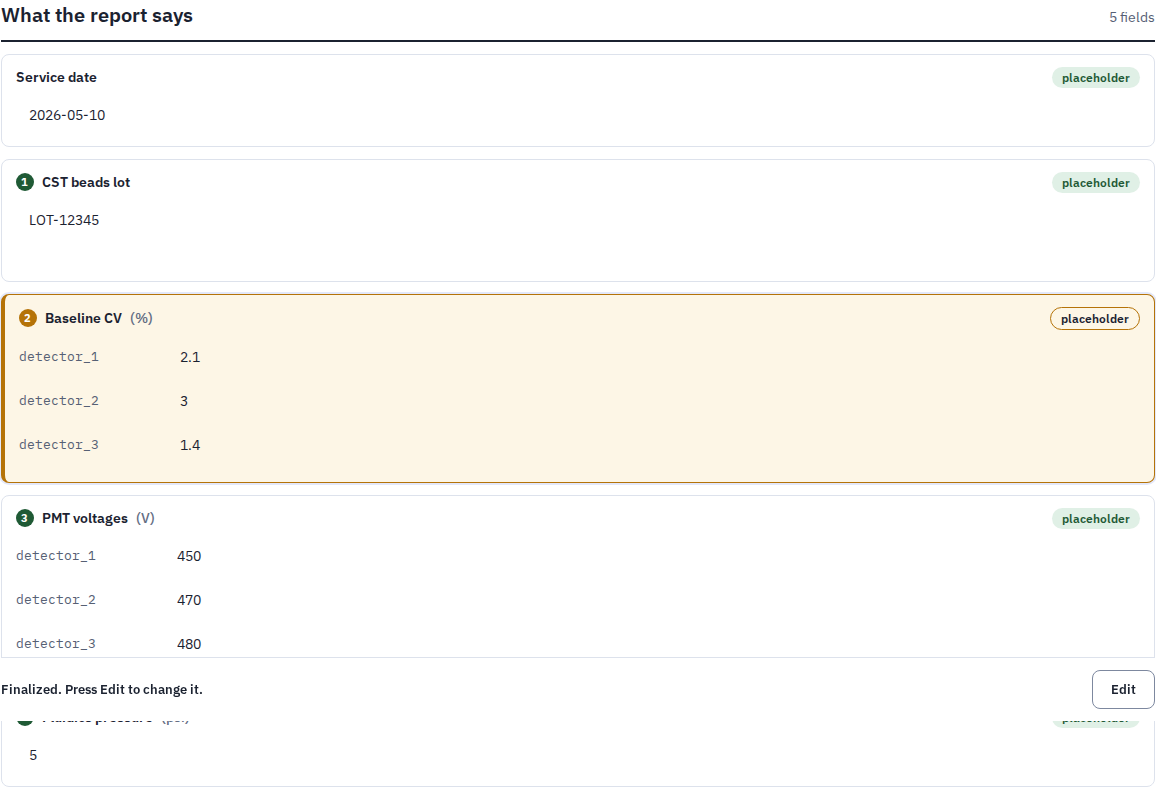 What the report says
5 fields
Service date
placeholder
2026-05-10
1 CST beads lot
placeholder
LOT-12345
2 Baseline CV (%)
placeholder
detector_1 2.1
detector_2 3
detector_3 1.4
3 PMT voltages (V)
placeholder
detector_1 450
detector_2 470
detector_3 480
Finalized. Press Edit to change it.
Edit
5